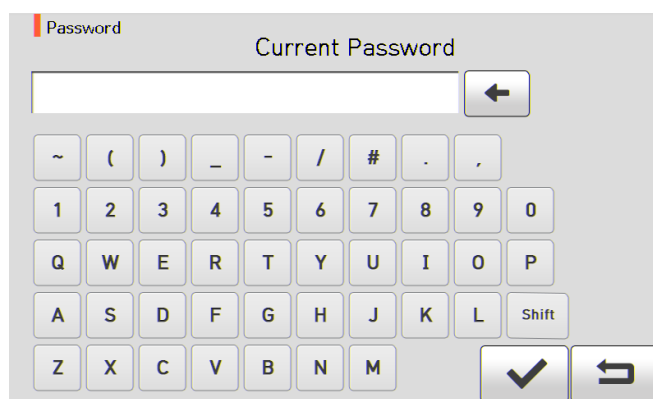 Password
Current Password
~ ( ) _ - / # . ,
1 2 3 4 5 6 7 8 9 0
Q W E R T Y U I O P
A S D F G H J K L Shift
Z X C V B N M